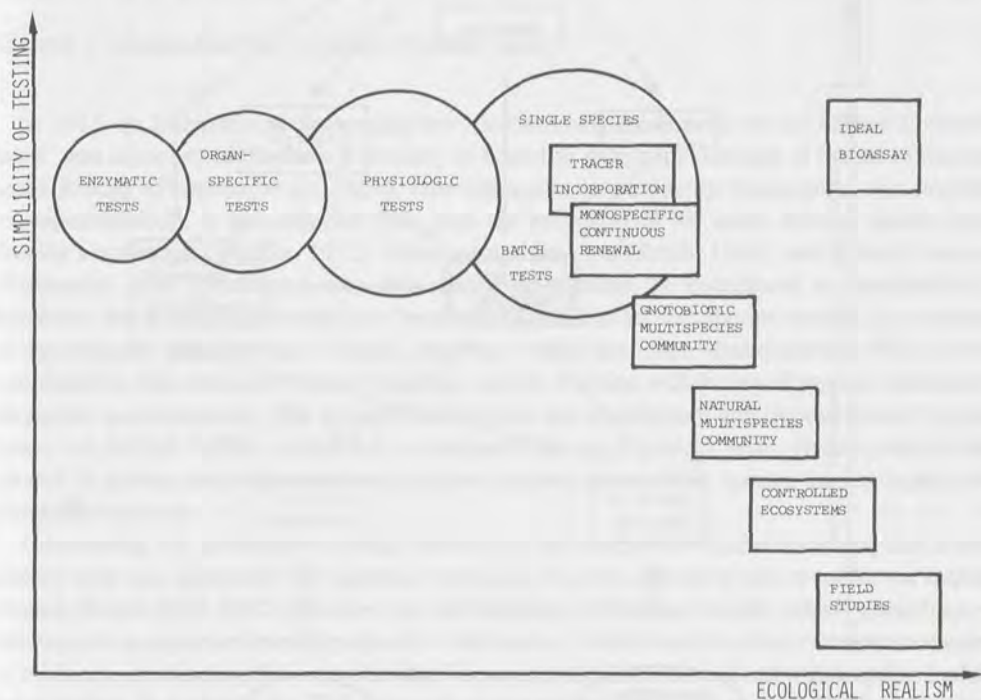 SIMPLICITY OF TESTING
ENZYMATIC
TESTS
ORGAN-
SPECIFIC
TESTS
PHYSIOLOGIC
TESTS
SINGLE SPECIES
BATCH
TESTS
TRACER
INCORPORATION
MONOSPECIFIC
CONTINUOUS
RENEWAL
GNOTOBIOTIC
MULTISPECIES
COMMUNITY
NATURAL
MULTISPECIES
COMMUNITY
CONTROLLED
ECOSYSTEMS
FIELD
STUDIES
IDEAL
BIOASSAY
ECOLOGICAL REALISM